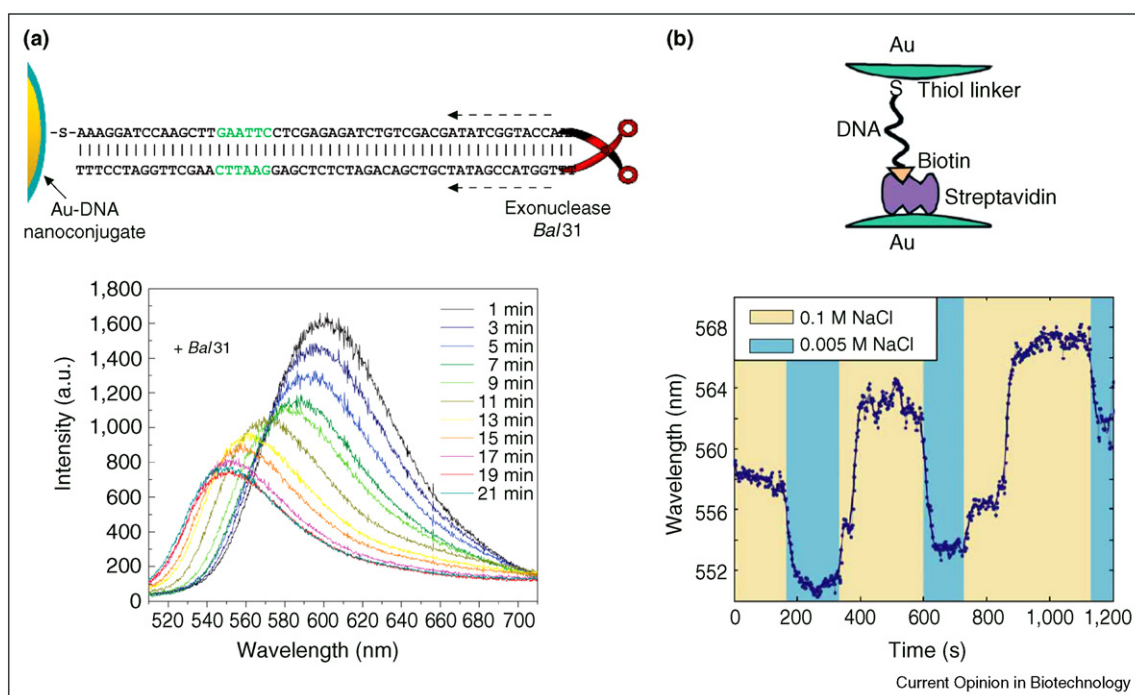 (a)
-S-AAAGGATCCAAGCTTGAATTCCTCGAGAGATCTGTCGACGATATCGGTACCAA
TTTCCTAGGTTCGAACTTAAGGAGCTCTCTAGACAGCTGCTATAGCCATGGTTT
Au-DNA
nanoconjugate
Exonuclease
Bal31
1,800
1,600
1,400
1,200
1,000
800
600
400
200
0
Intensity (a.u.)
+ Bal31
1 min
3 min
5 min
7 min
9 min
11 min
13 min
15 min
17 min
19 min
21 min
520 540 560 580 600 620 640 660 680 700
Wavelength (nm)
(b)
Au
S Thiol linker
DNA
Biotin
Streptavidin
Au
0.1 M NaCl
0.005 M NaCl
568
564
560
556
552
Wavelength (nm)
0 200 400 600 800 1,000 1,200
Time (s)
Current Opinion in Biotechnology